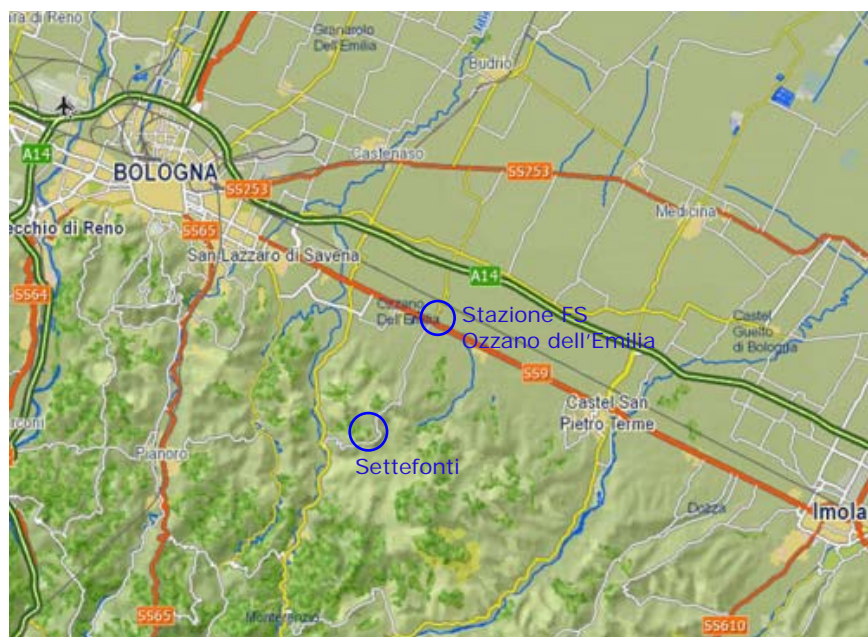 ra di Reno
Granarolo
Dell'Emilia
Budrio
A14
BOLOGNA
Castenaso
SS253
SS253
Medicina
ecchio di Reno
SS65
San Lazzaro di Savena
SS64
A14
Ozzano
Dell'Emilia
Stazione FS
Ozzano dell'Emilia
Castel
Guelfo
di Bologna
SS9
Castel San
Pietro Terme
rconi
Pianoro
Settefonti
Dozza
Imola
SS65
Monterenzio
SS610